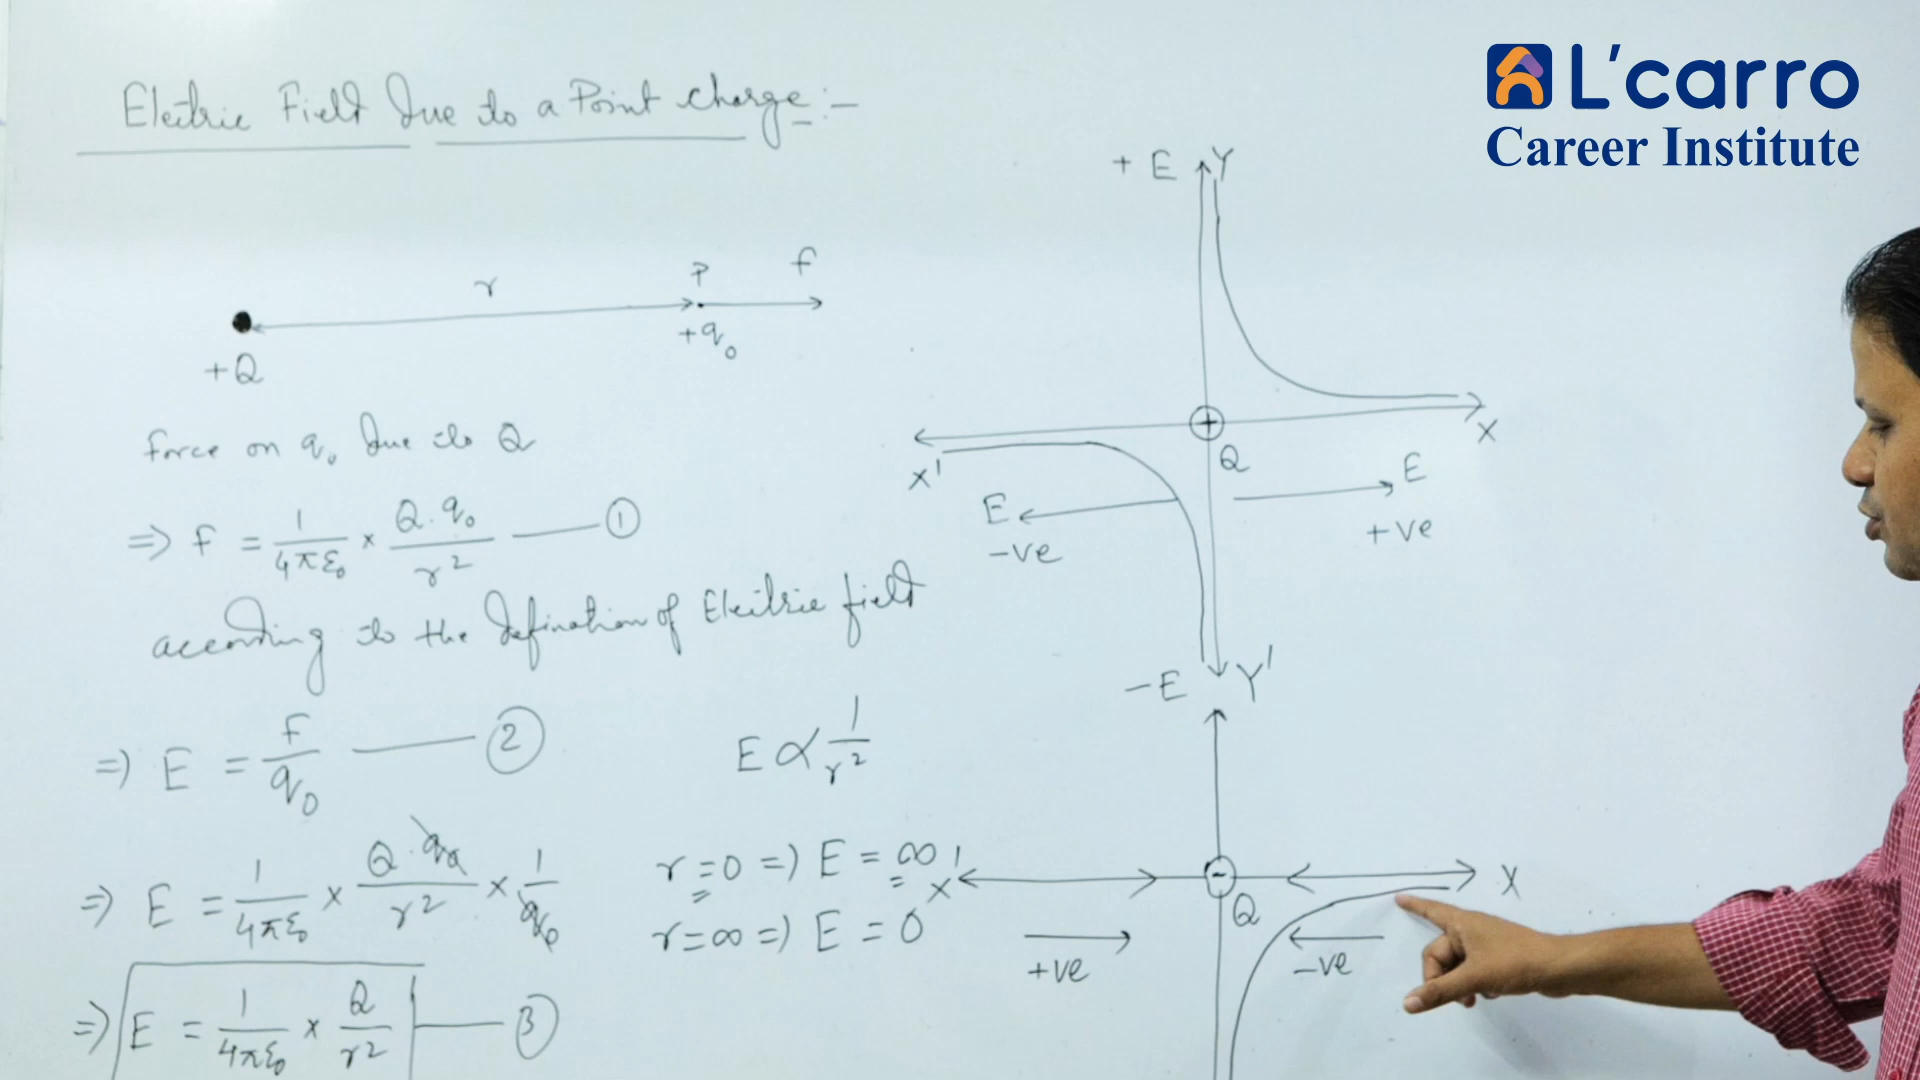 L'carro
Career Institute
Electric Field Due to a Point Charge :-
r
P
F
+Q
+q₀
Force on q₀ Due to Q
=> F = 1/4πε₀ × Q.q₀/r² —— ①
according to the Defination of Electric field
=> E = F/q₀ —— ②
E ∝ 1/r²
=> E = 1/4πε₀ × Q.q₀/r² × 1/q₀
r=0 => E = ∞
r=∞ => E = 0
=> E = 1/4πε₀ × Q/r² —— ③
+E Y
X' + X
Q
E -ve
E +ve
-E Y'
X' - X
Q
+ve -ve